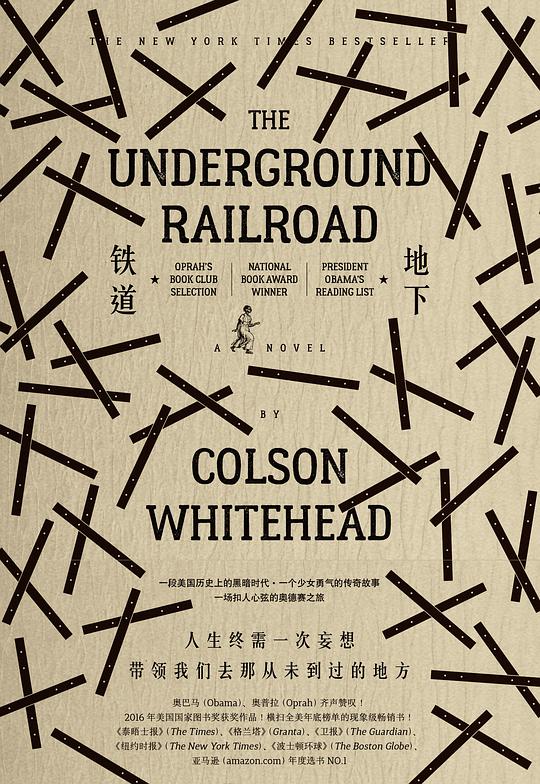 THE NEW YORK TIMES BESTSELLER
THE
UNDERGROUND
RAILROAD
地下
铁道
★ OPRAH'S BOOK CLUB SELECTION | NATIONAL BOOK AWARD WINNER | PRESIDENT OBAMA'S READING LIST ★
A NOVEL
BY
COLSON
WHITEHEAD
一段美国历史上的黑暗时代·一个少女勇气的传奇故事
一场扣人心弦的奥德赛之旅
人生终需一次妄想
带领我们去那从未到过的地方
奥巴马（Obama）、奥普拉（Oprah）齐声赞叹！
2016 年美国国家图书奖获奖作品！横扫全美年底榜单的现象级畅销书！
《泰晤士报》（The Times）、《格兰塔》（Granta）、《卫报》（The Guardian）、
《纽约时报》（The New York Times）、《波士顿环球》（The Boston Globe）、
亚马逊（amazon.com）年度选书 NO.1